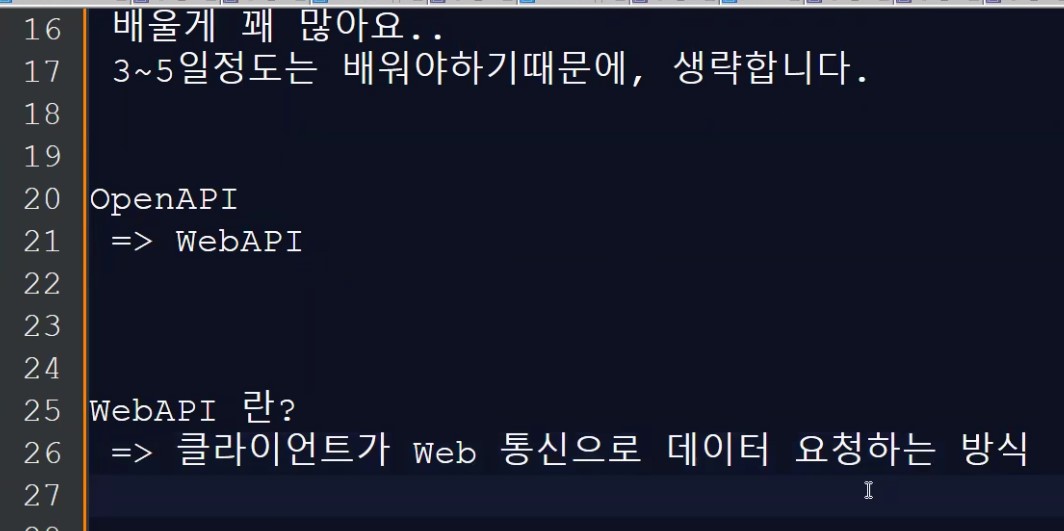 16 배울게 꽤 많아요..
17 3~5일정도는 배워야하기때문에, 생략합니다.
18
19
20 OpenAPI
21 => WebAPI
22
23
24
25 WebAPI 란?
26 => 클라이언트가 Web 통신으로 데이터 요청하는 방식
27